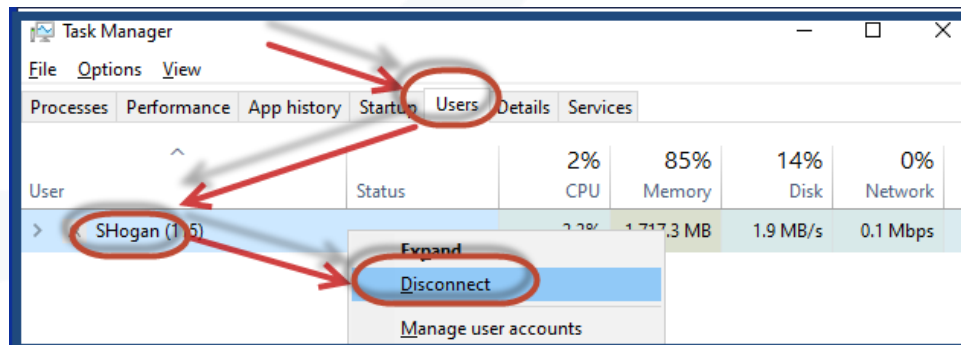 Task Manager
File Options View
Processes Performance App history Startup Users Details Services
2% 85% 14% 0%
User Status CPU Memory Disk Network
SHogan 1.9 MB/s 0.1 Mbps
Expand
Disconnect
Manage user accounts